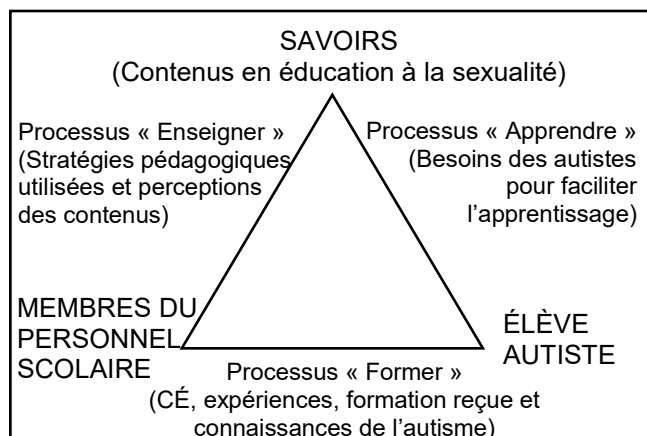 SAVOIRS
(Contenus en éducation à la sexualité)
Processus « Enseigner »
(Stratégies pédagogiques
utilisées et perceptions
des contenus)
Processus « Apprendre »
(Besoins des autistes
pour faciliter
l’apprentissage)
MEMBRES DU
PERSONNEL
SCOLAIRE
ÉLÈVE
AUTISTE
Processus « Former »
(CÉ, expériences, formation reçue et
connaissances de l’autisme)